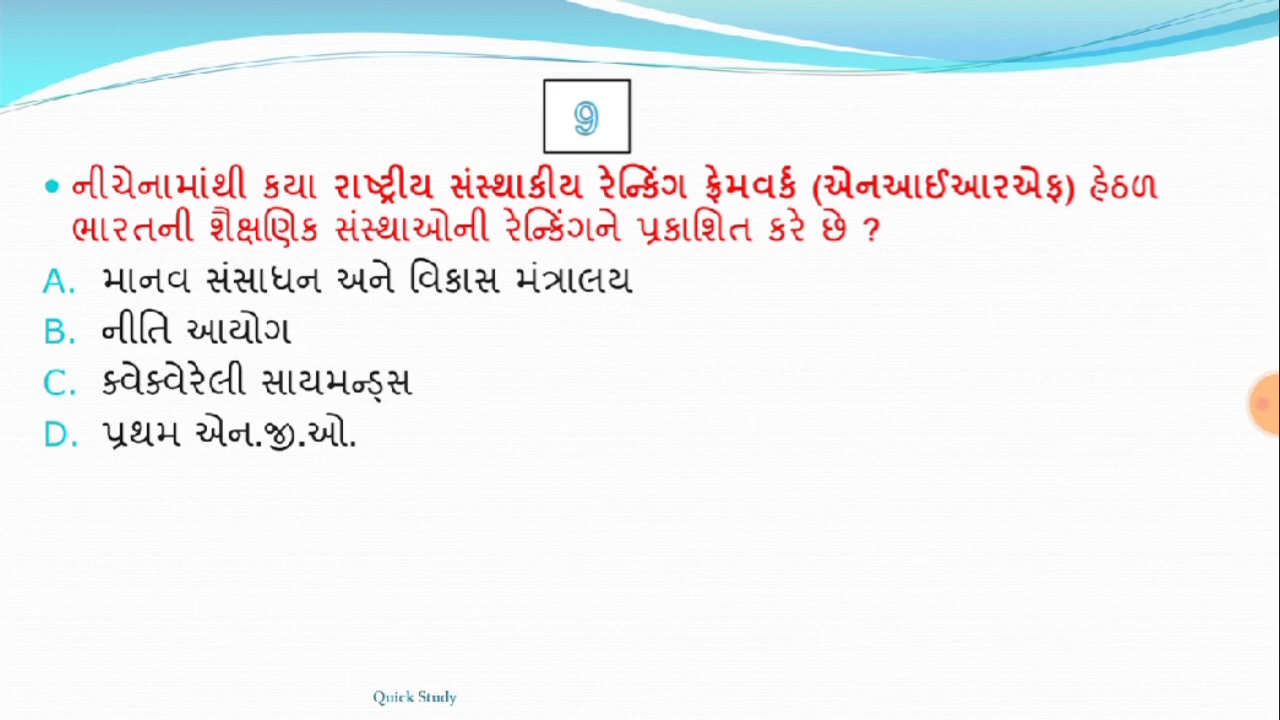 9
• નીચેનામાંથી કયા રાષ્ટ્રીય સંસ્થાકીય રેન્કિંગ ફ્રેમવર્ક (એનઆઈઆરએફ) હેઠળ
ભારતની શૈક્ષણિક સંસ્થાઓની રેન્કિંગને પ્રકાશિત કરે છે ?
A. માનવ સંસાધન અને વિકાસ મંત્રાલય
B. નીતિ આયોગ
C. ક્વેક્વેરેલી સાયમન્ડ્સ
D. પ્રથમ એન.જી.ઓ.
Quick Study